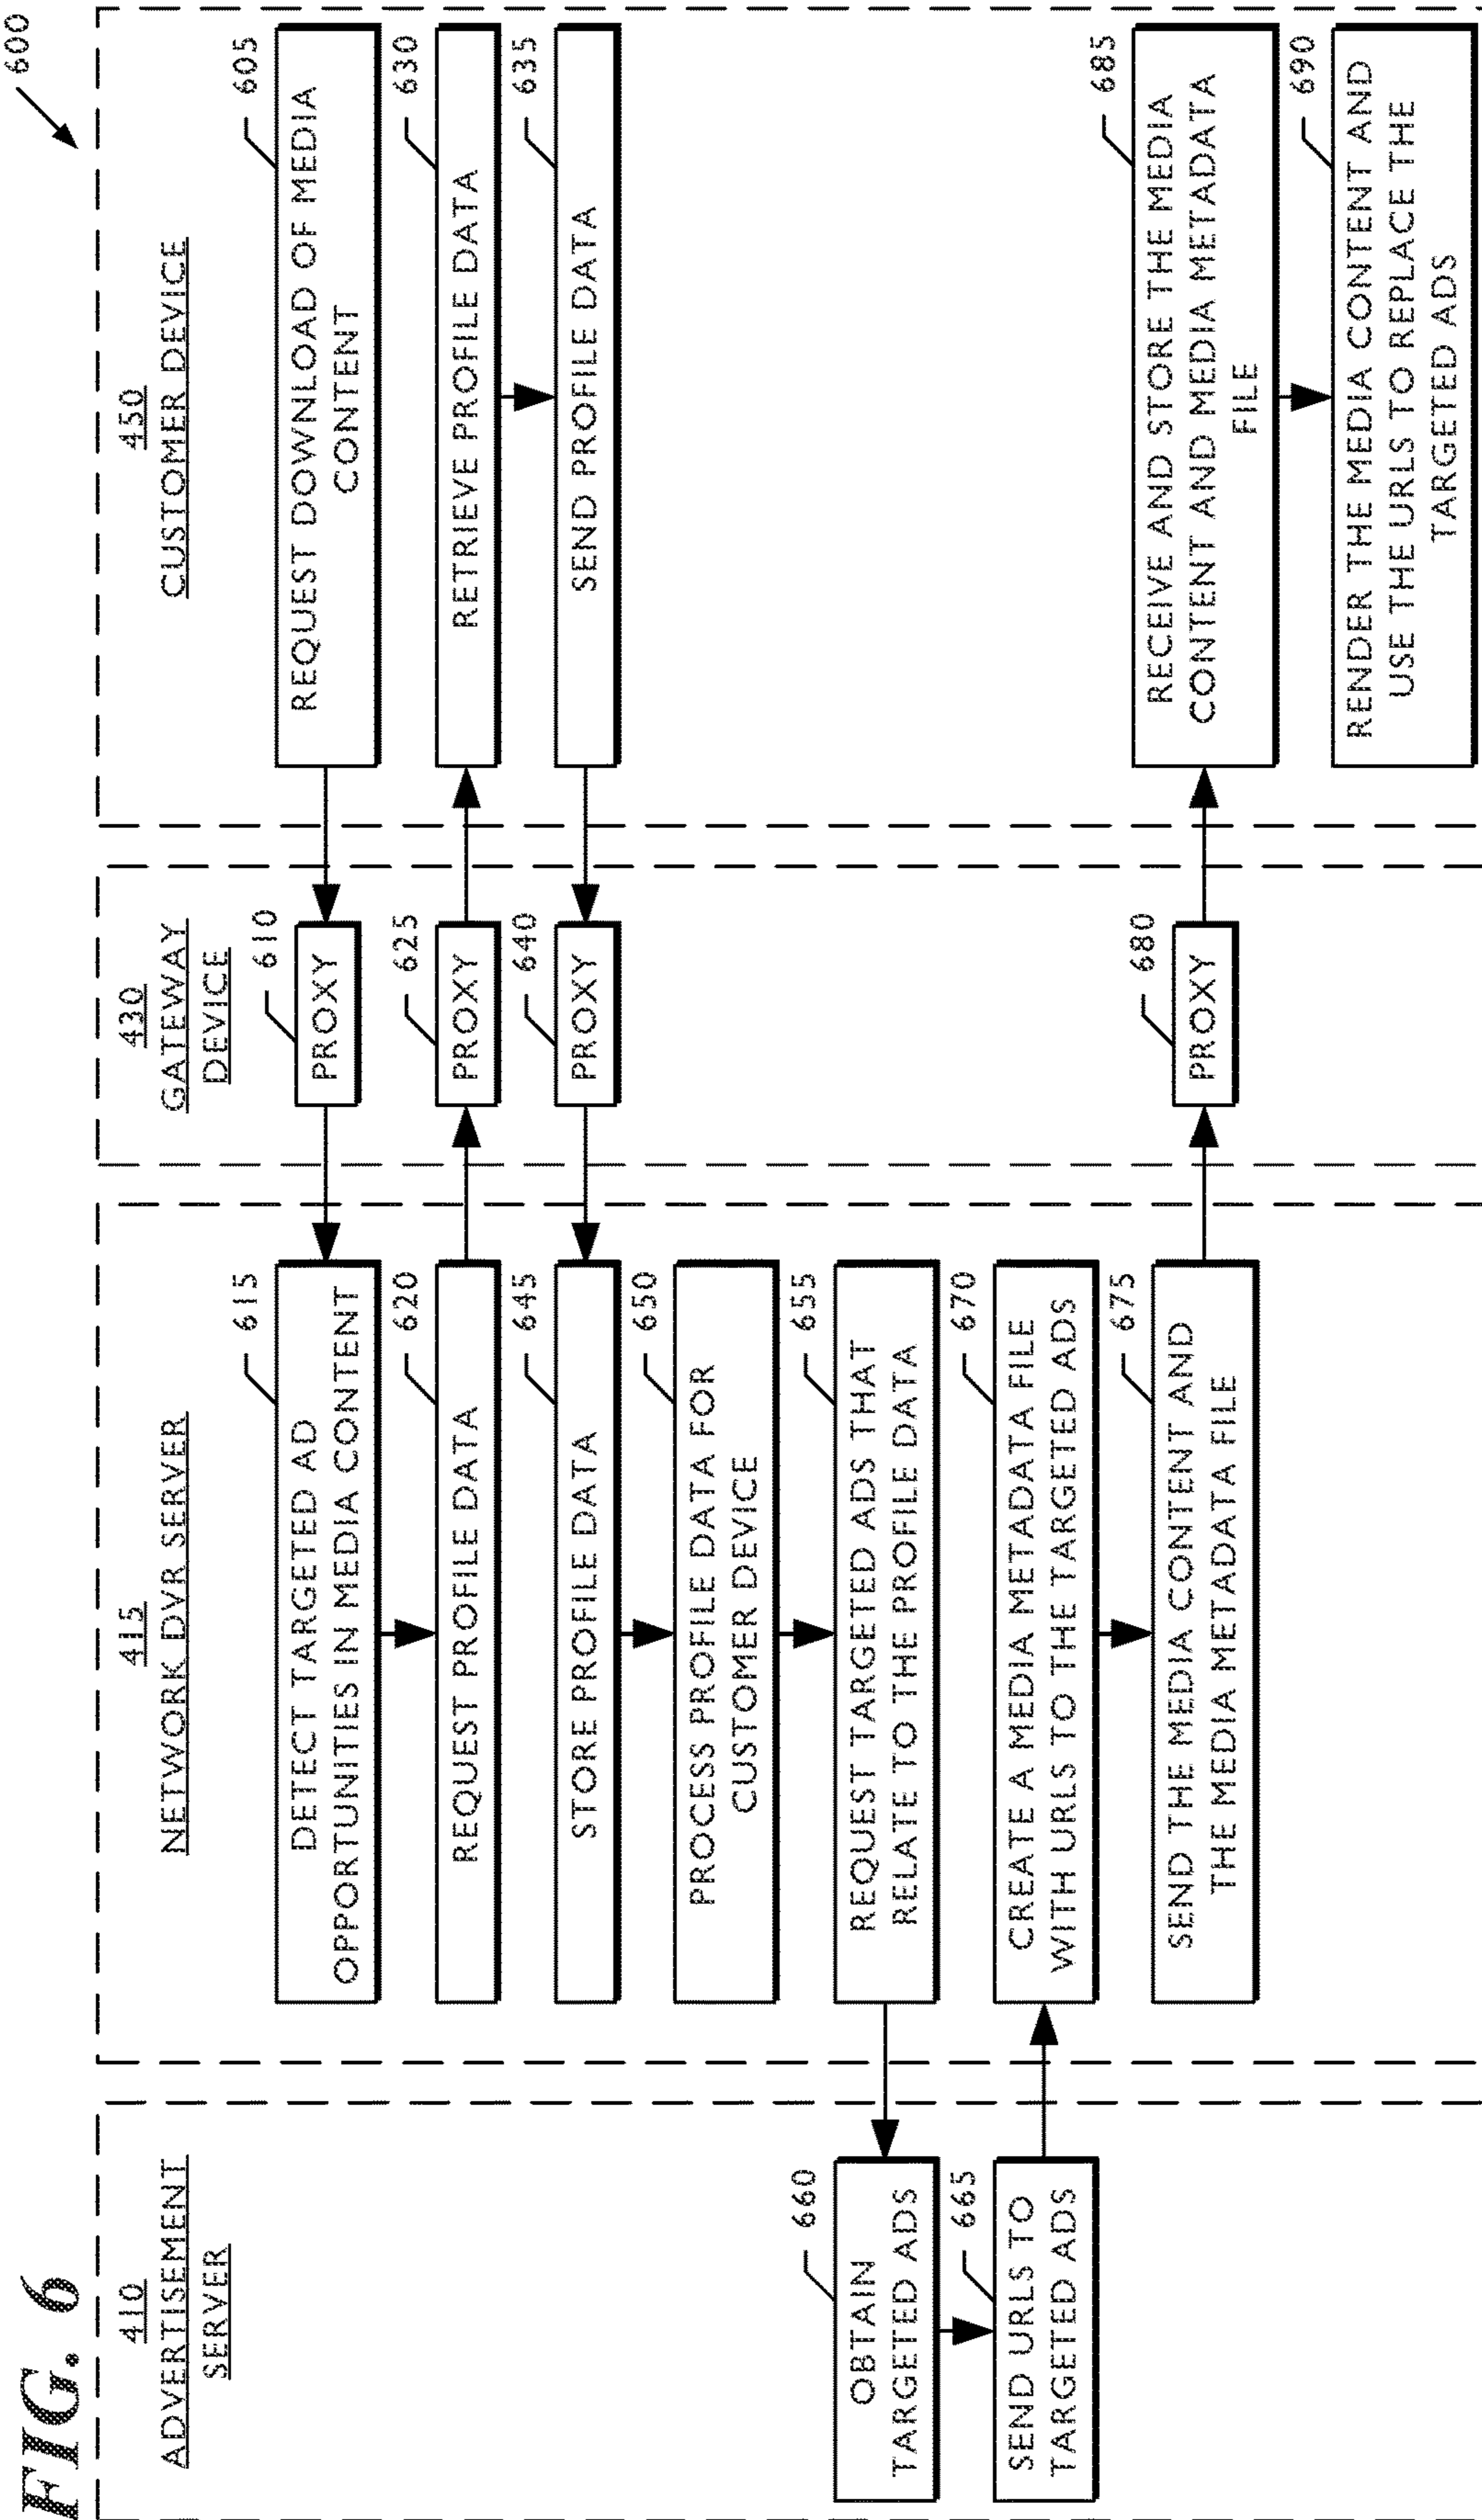 FIG. 6
600
410
ADVERTISEMENT
SERVER
415
NETWORK DVR SERVER
430
GATEWAY
DEVICE
450
CUSTOMER DEVICE
605
REQUEST DOWNLOAD OF MEDIA
CONTENT
610
PROXY
615
DETECT TARGETED AD
OPPORTUNITIES IN MEDIA CONTENT
620
REQUEST PROFILE DATA
625
PROXY
630
RETRIEVE PROFILE DATA
635
SEND PROFILE DATA
640
PROXY
645
STORE PROFILE DATA
650
PROCESS PROFILE DATA FOR
CUSTOMER DEVICE
655
REQUEST TARGETED ADS THAT
RELATE TO THE PROFILE DATA
660
OBTAIN
TARGETED ADS
665
SEND URLS TO
TARGETED ADS
670
CREATE A MEDIA METADATA FILE
WITH URLS TO THE TARGETED ADS
675
SEND THE MEDIA CONTENT AND
THE MEDIA METADATA FILE
680
PROXY
685
RECEIVE AND STORE THE MEDIA
CONTENT AND MEDIA METADATA
FILE
690
RENDER THE MEDIA CONTENT AND
USE THE URLS TO REPLACE THE
TARGETED ADS